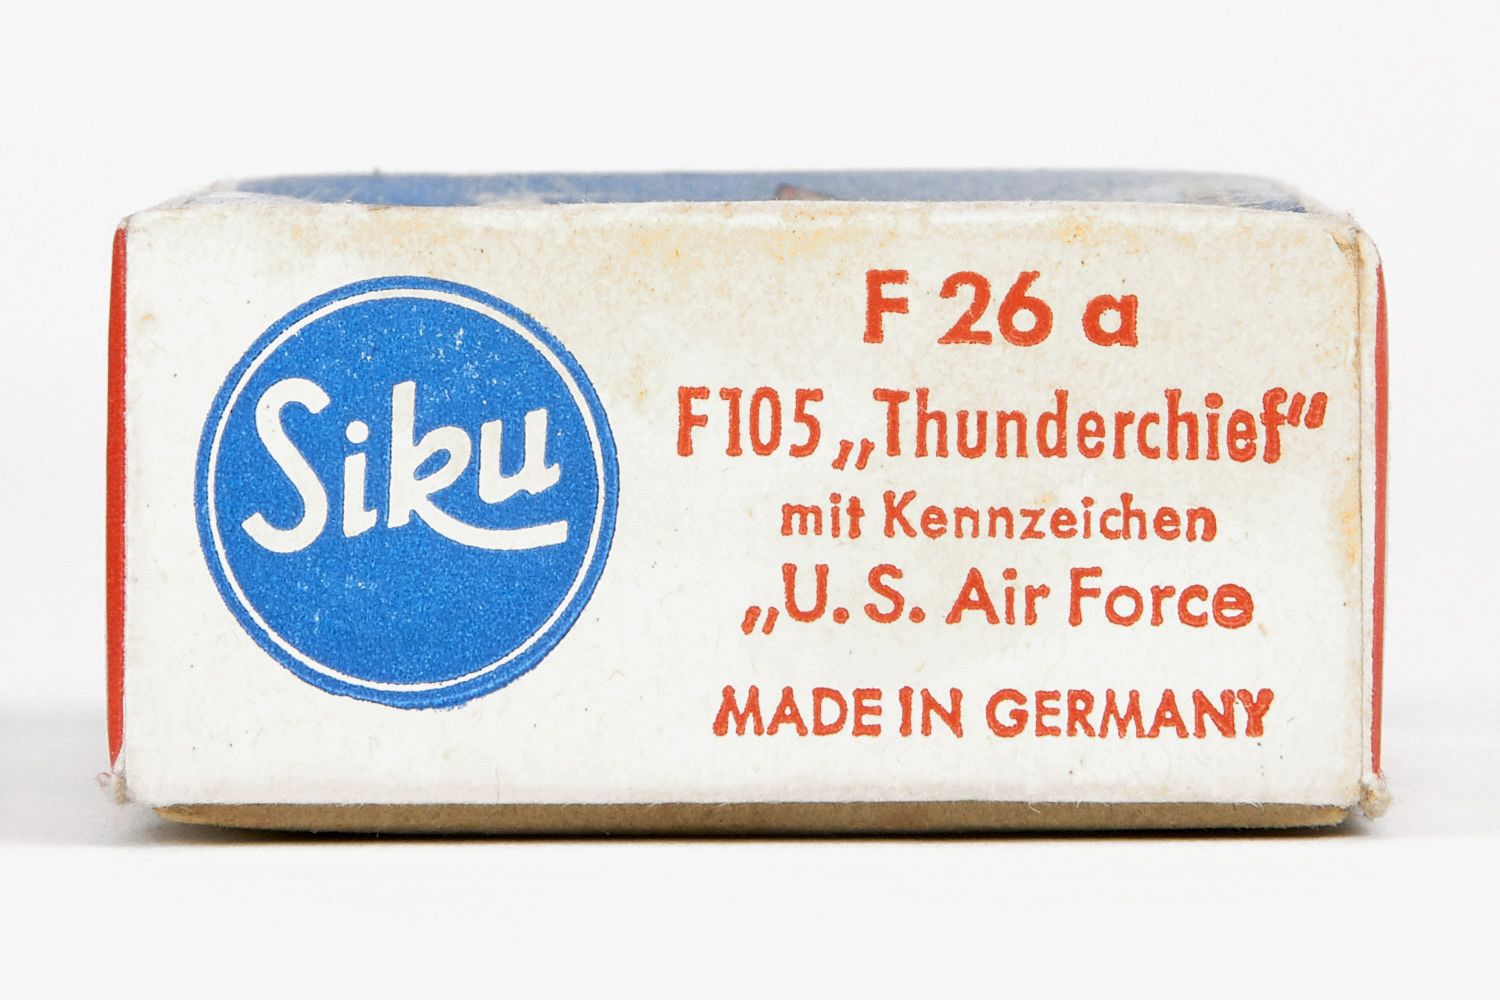 Siku
F 26 a
F105 „Thunderchief“
mit Kennzeichen
„U. S. Air Force
MADE IN GERMANY